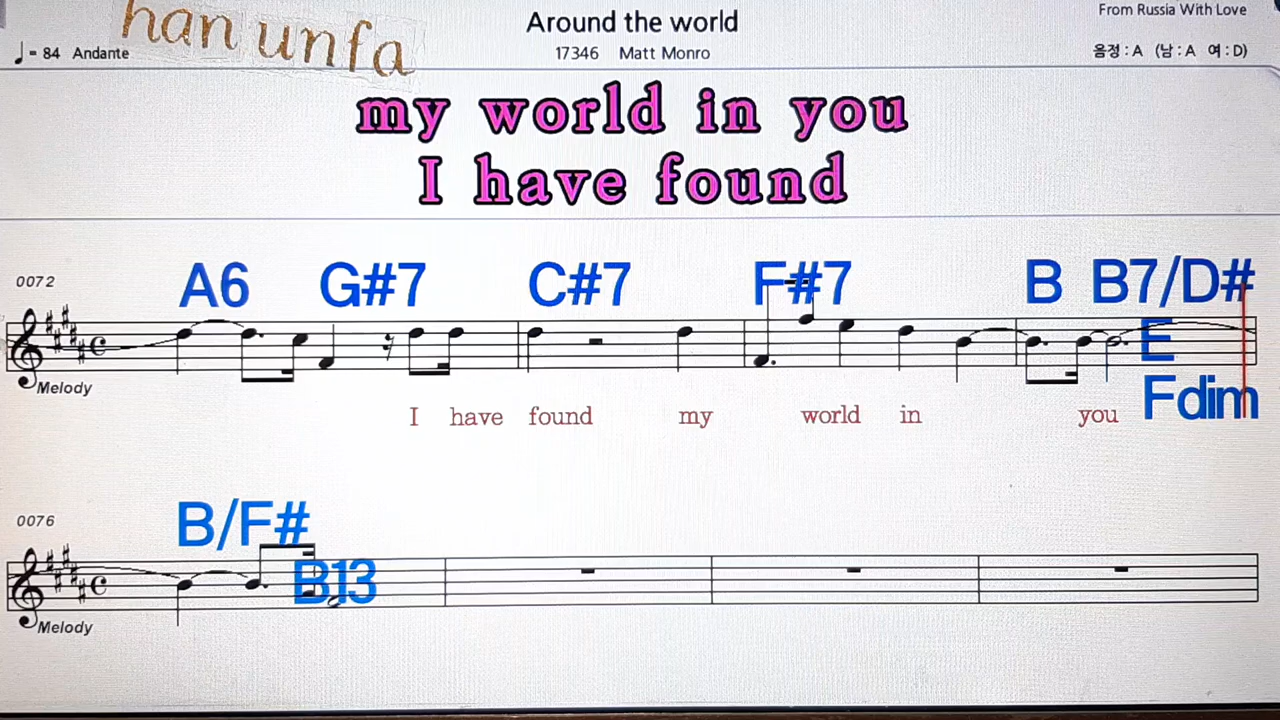 han unfa
Around the world
From Russia With Love
♩= 84 Andante
17346 Matt Monro
음정 : A (남 : A 여 : D)
my world in you
I have found
0072
A6 G#7 C#7 F#7 B B7/D#
E
Melody
Fdim
I have found my world in you
0076
B/F#
B13
Melody